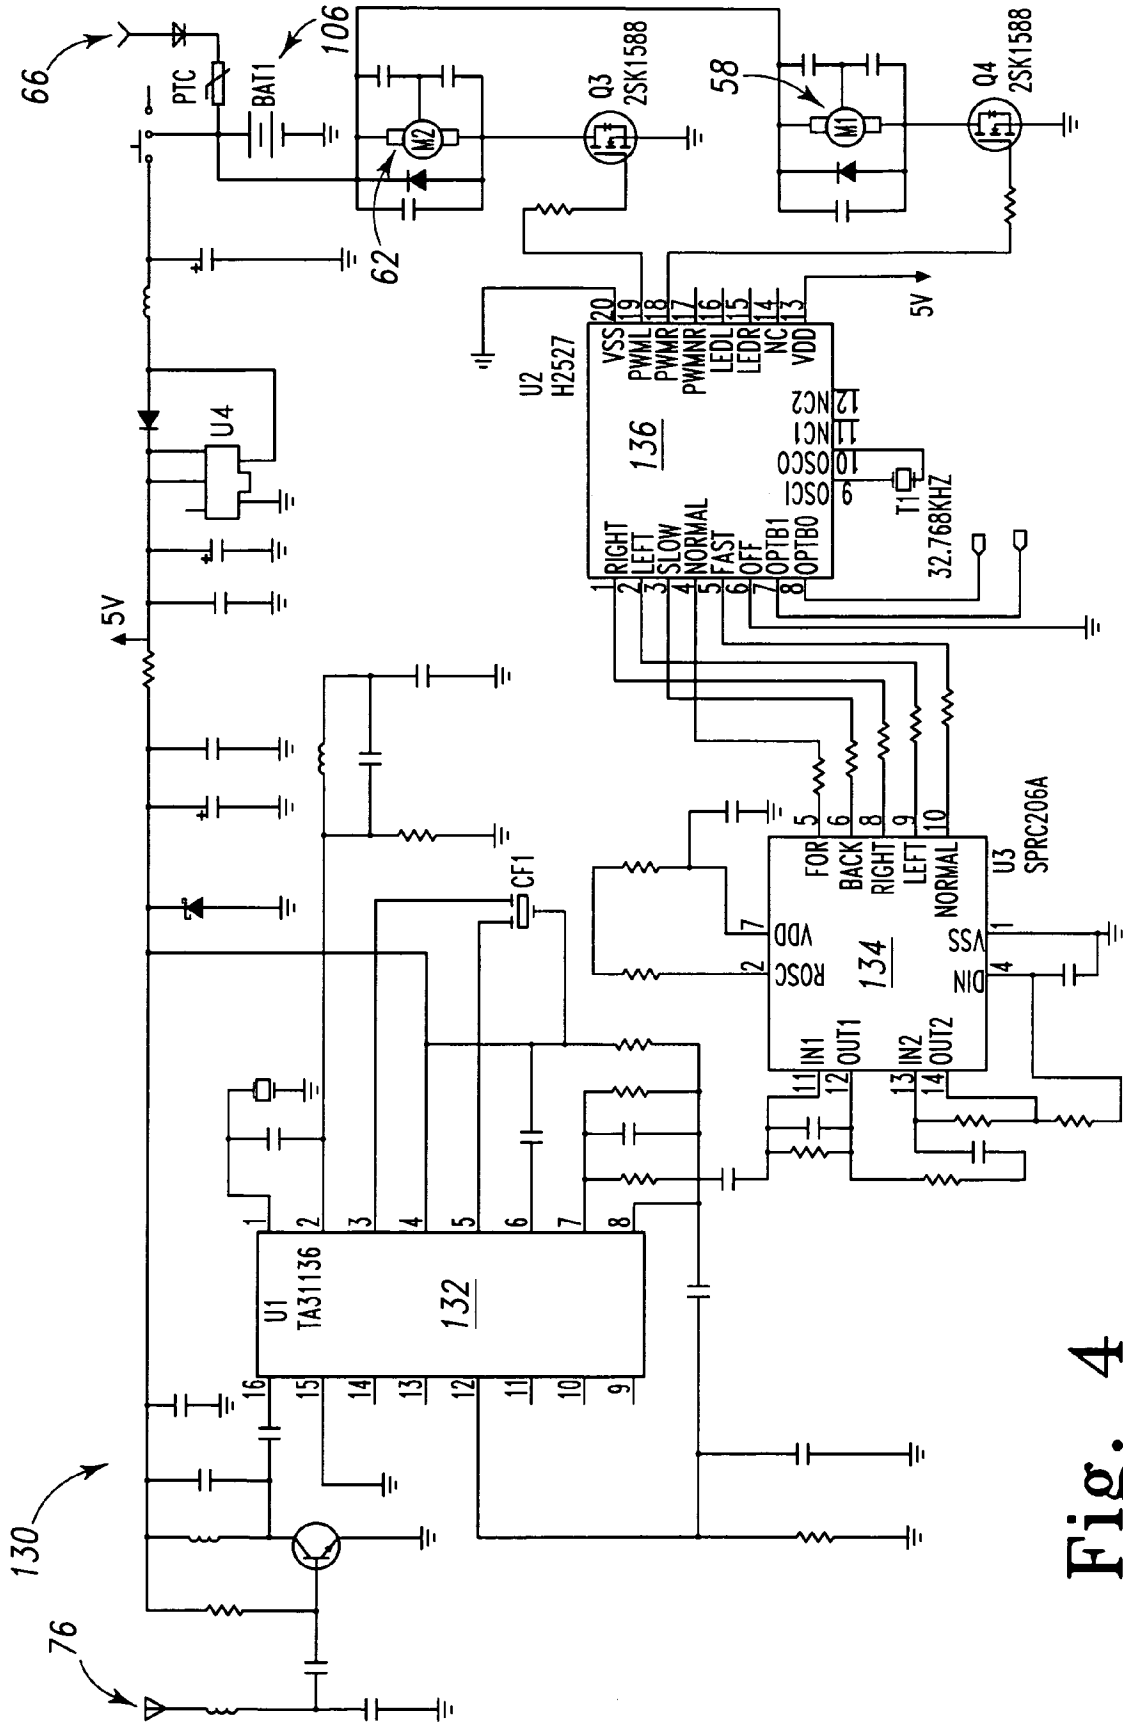 130
76
66
PTC
BAT1
106
U4
5V
62
M2
Q3
2SK1588
58
M1
Q4
2SK1588
U1
TA31136
132
1
2
3
4
5
6
7
8
16
15
14
13
12
11
10
9
CF1
U2
H2527
136
1 RIGHT
2 LEFT
3 SLOW
4 NORMAL
5 FAST
6 OFF
7 OPTB1
8 OPTB0
VSS 20
PWML 19
PWMR 18
PWMNR 17
LEDL 16
LEDR 15
NC 14
VDD 13
OSCI 9
OSCO 10
NC1 11
NC2 12
T1
32.768KHZ
5V
U3
SPRC206A
134
FOR 5
BACK 6
RIGHT 8
LEFT 9
NORMAL 10
11 IN1
12 OUT1
13 IN2
14 OUT2
2 ROSC
7 VDD
DIN 4
VSS 1
Fig. 4